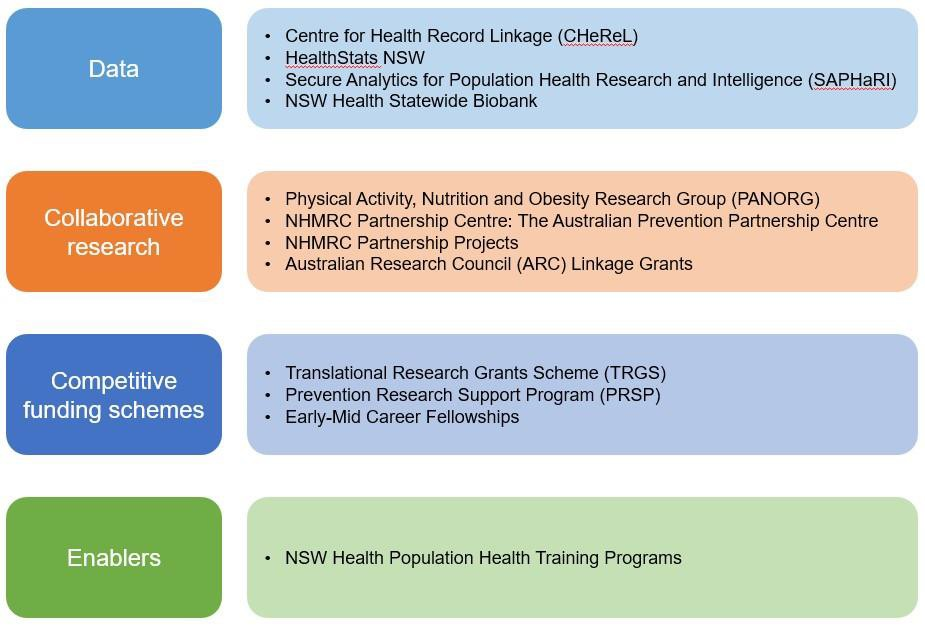 Data
• Centre for Health Record Linkage (CHeReL)
• HealthStats NSW
• Secure Analytics for Population Health Research and Intelligence (SAPHaRI)
• NSW Health Statewide Biobank
Collaborative
research
• Physical Activity, Nutrition and Obesity Research Group (PANORG)
• NHMRC Partnership Centre: The Australian Prevention Partnership Centre
• NHMRC Partnership Projects
• Australian Research Council (ARC) Linkage Grants
Competitive
funding schemes
• Translational Research Grants Scheme (TRGS)
• Prevention Research Support Program (PRSP)
• Early-Mid Career Fellowships
Enablers
• NSW Health Population Health Training Programs